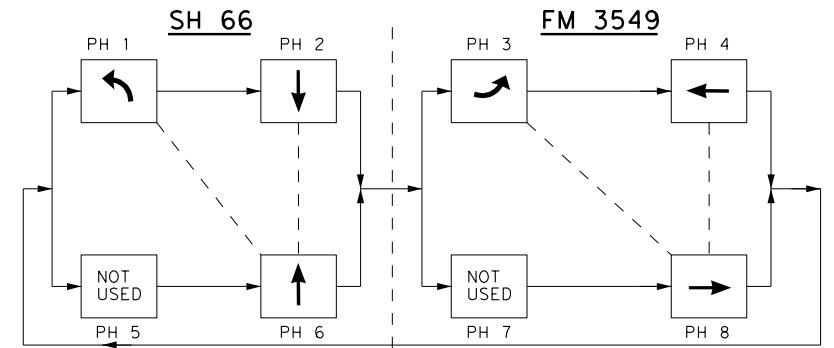 SH 66
FM 3549
PH 1
PH 2
PH 3
PH 4
NOT
USED
NOT
USED
PH 5
PH 6
PH 7
PH 8